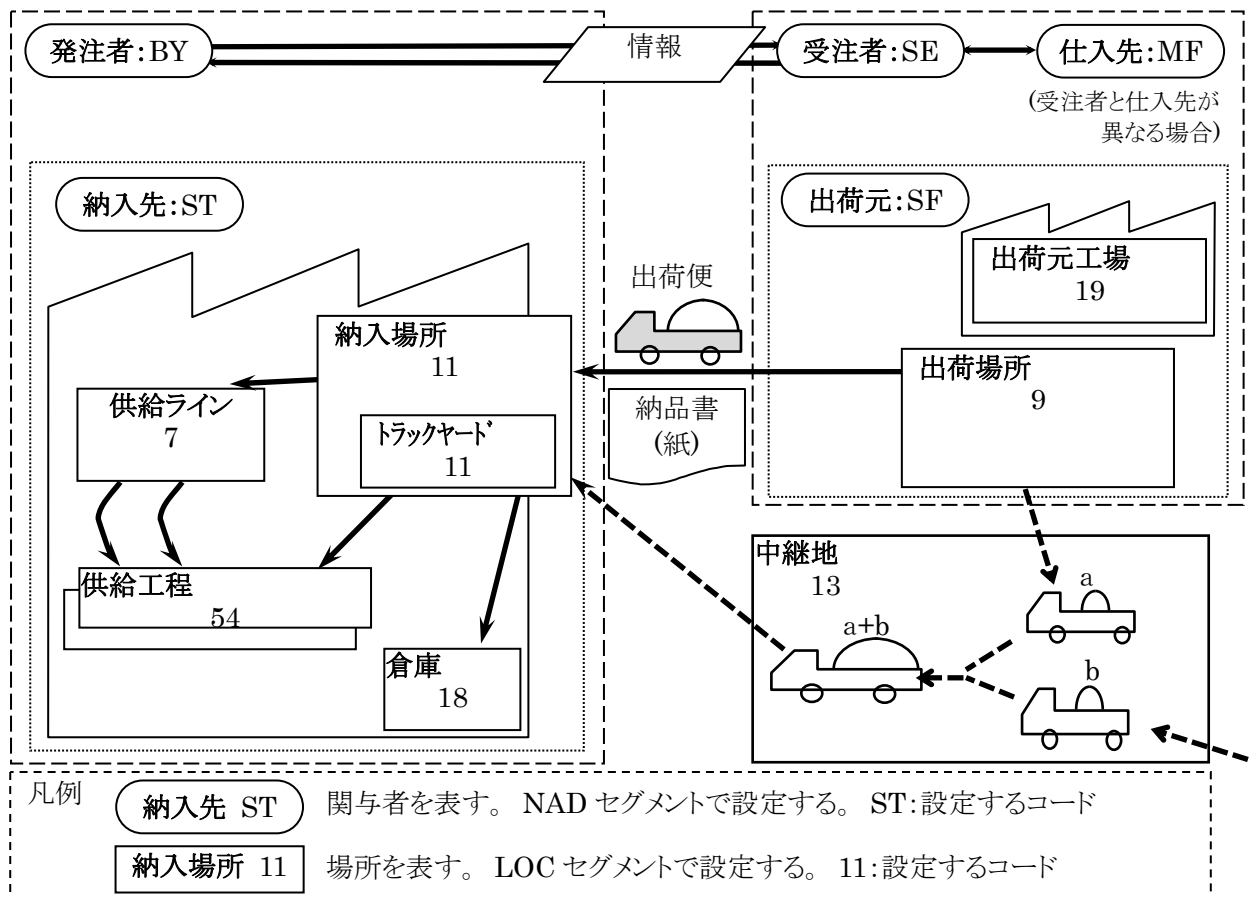 発注者:BY
情報
受注者:SE
仕入先:MF
(受注者と仕入先が
異なる場合)
納入先:ST
出荷元:SF
出荷元工場
19
出荷便
納入場所
11
出荷場所
9
供給ライン
7
トラックヤード
11
納品書
(紙)
中継地
13
a
a+b
b
供給工程
54
倉庫
18
凡例
納入先 ST
関与者を表す。 NAD セグメントで設定する。 ST:設定するコード
納入場所 11
場所を表す。 LOC セグメントで設定する。 11:設定するコード